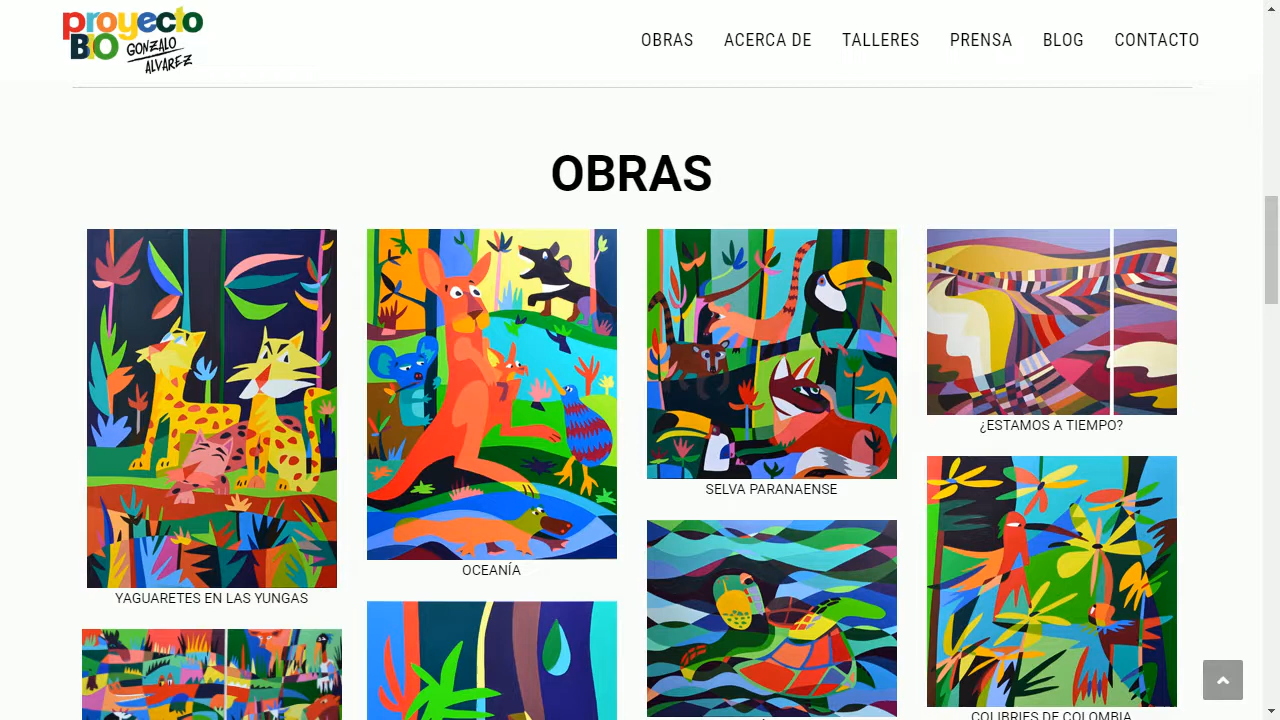 proyecto
BIO GONZALO
ALVAREZ
OBRAS ACERCA DE TALLERES PRENSA BLOG CONTACTO
OBRAS
¿ESTAMOS A TIEMPO?
SELVA PARANAENSE
OCEANÍA
YAGUARETES EN LAS YUNGAS
COLIBRIES DE COLOMBIA